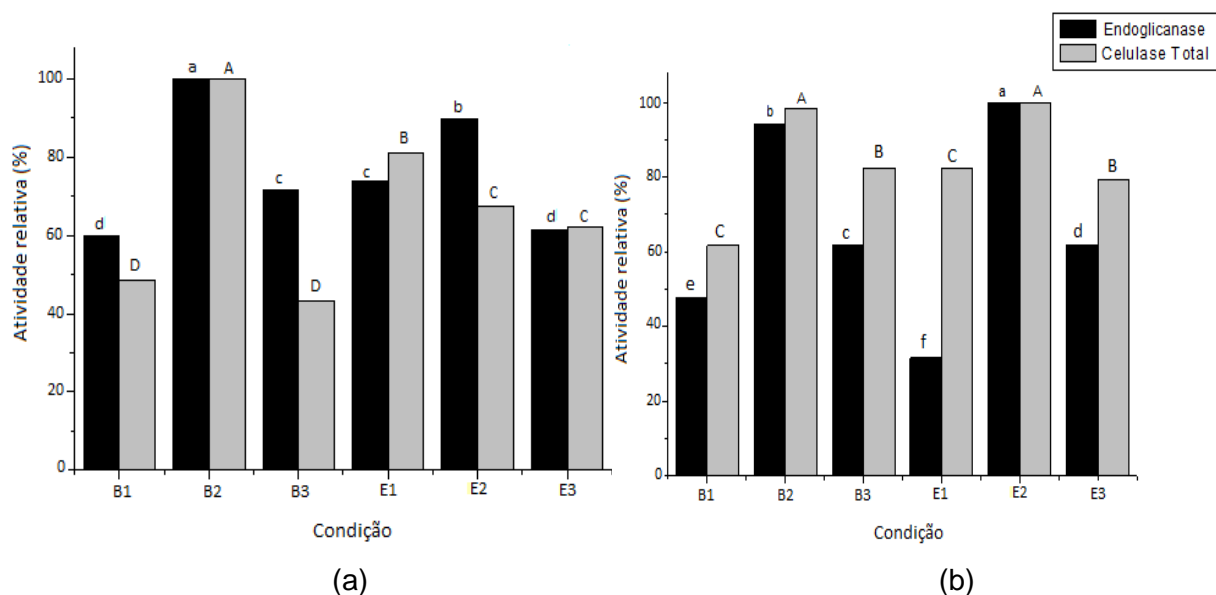 Endoglicanase
Celulase Total
Atividade relativa (%)
100
80
60
40
20
0
d
D
a
A
c
D
c
B
b
C
d
C
B1
B2
B3
E1
E2
E3
Condição
(a)
Atividade relativa (%)
100
80
60
40
20
0
e
C
b
A
c
B
f
C
a
A
d
B
B1
B2
B3
E1
E2
E3
Condição
(b)